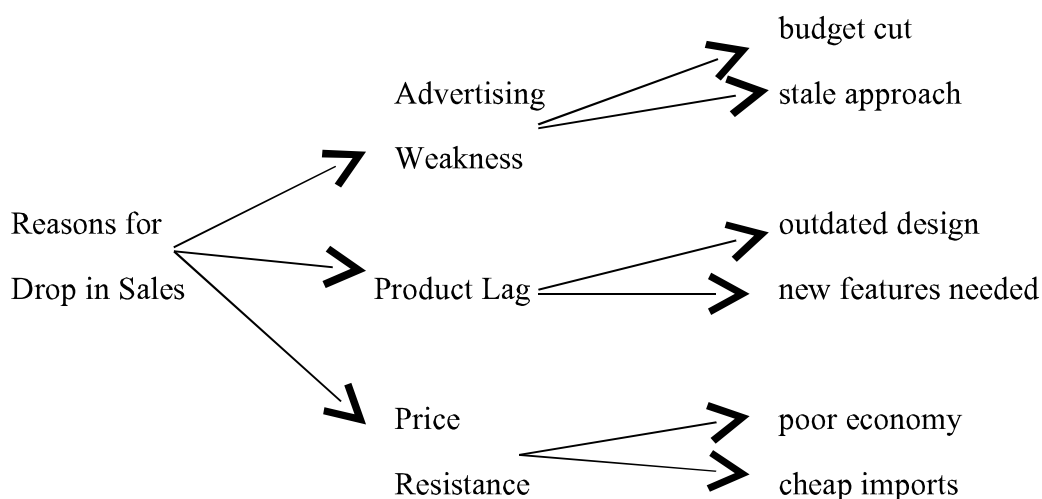 Reasons for
Drop in Sales
Advertising
Weakness
budget cut
stale approach
Product Lag
outdated design
new features needed
Price
Resistance
poor economy
cheap imports